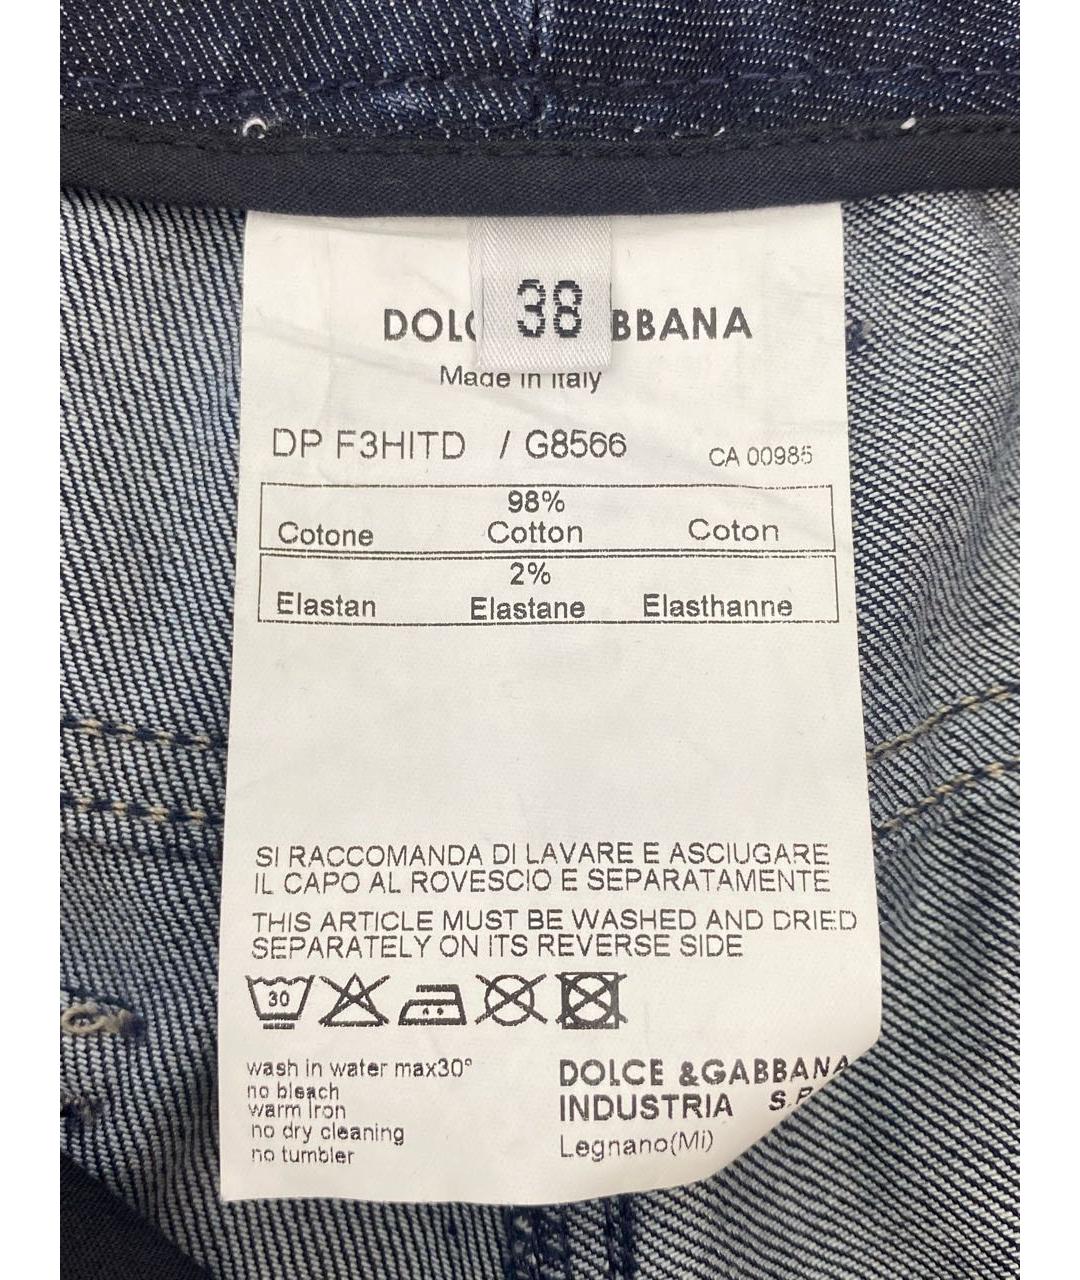 38
DOLC BBANA
Made in Italy
DP F3HITD / G8566 CA 00985
98%
Cotone Cotton Coton
2%
Elastan Elastane Elasthanne
SI RACCOMANDA DI LAVARE E ASCIUGARE
IL CAPO AL ROVESCIO E SEPARATAMENTE
THIS ARTICLE MUST BE WASHED AND DRIED
SEPARATELY ON ITS REVERSE SIDE
30
wash in water max30°
no bleach
warm iron
no dry cleaning
no tumbler
DOLCE &GABBANA
INDUSTRIA S.P
Legnano(Mi)